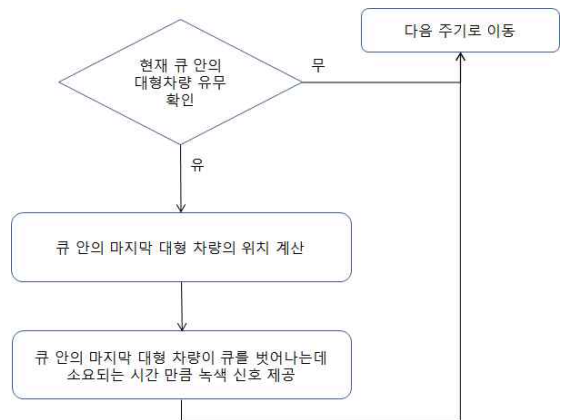 다음 주기로 이동
현재 큐 안의
대형차량 유무
확인
무
유
큐 안의 마지막 대형 차량의 위치 계산
큐 안의 마지막 대형 차량이 큐를 벗어나는데
소요되는 시간 만큼 녹색 신호 제공